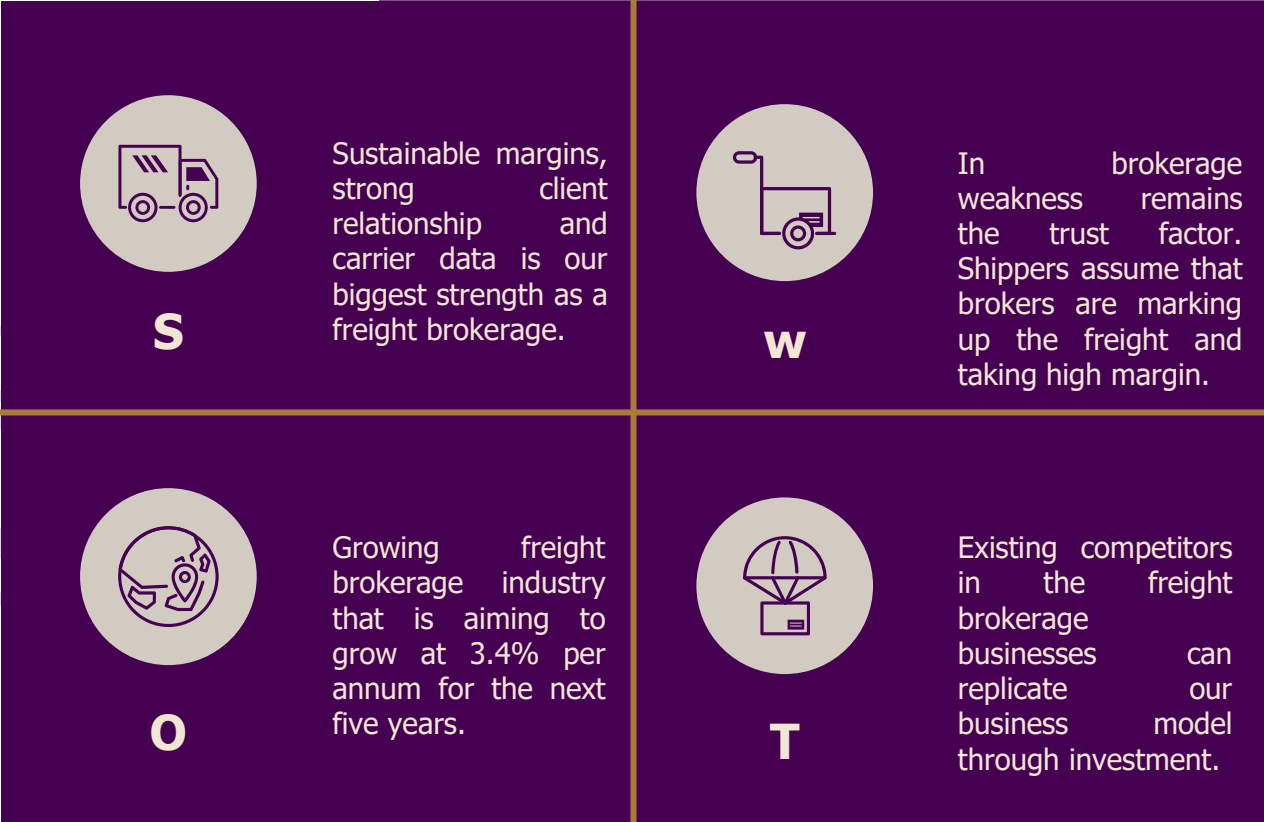 Sustainable margins,
strong client
relationship and
carrier data is our
biggest strength as a
freight brokerage.
S
In brokerage
weakness remains
the trust factor.
Shippers assume that
brokers are marking
up the freight and
taking high margin.
w
Growing freight
brokerage industry
that is aiming to
grow at 3.4% per
annum for the next
five years.
O
Existing competitors
in the freight
brokerage
businesses can
replicate our
business model
through investment.
T